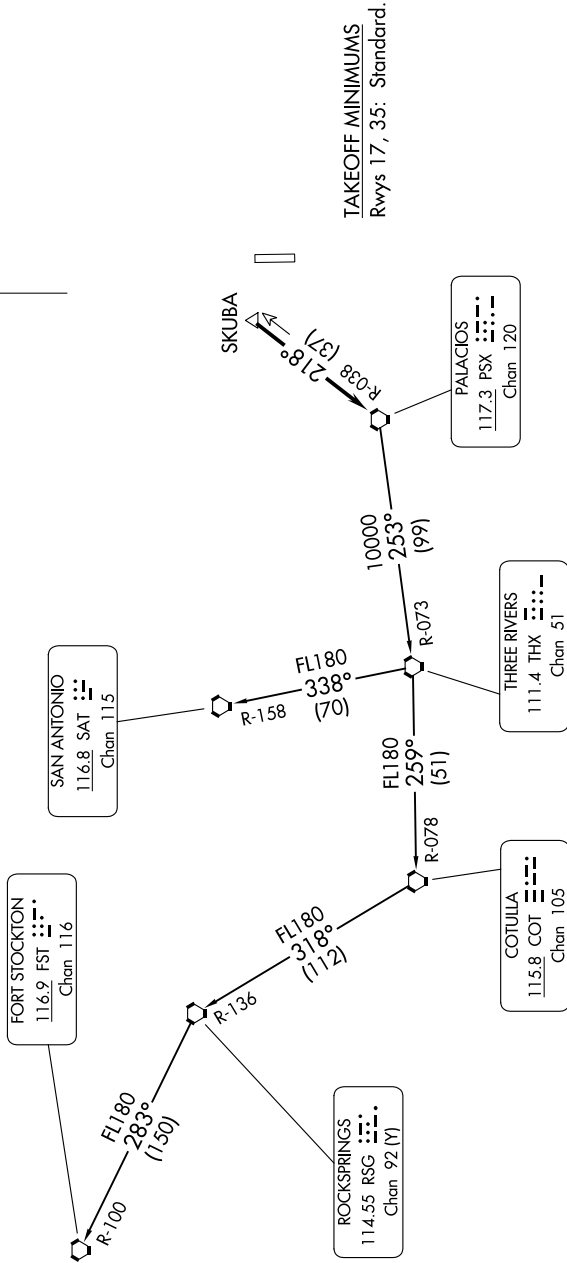 FORT STOCKTON
116.9 FST
Chan 116
SAN ANTONIO
116.8 SAT
Chan 115
SKUBA
218°
(37)
R-038
TAKEOFF MINIMUMS
Rwys 17, 35: Standard.
PALACIOS
117.3 PSX
Chan 120
10000
253°
(99)
R-073
FL180
338°
(70)
R-158
THREE RIVERS
111.4 THX
Chan 51
FL180
259°
(51)
R-078
COTULLA
115.8 COT
Chan 105
FL180
318°
(112)
R-136
ROCKSPRINGS
114.55 RSG
Chan 92 (Y)
FL180
283°
(150)
R-100